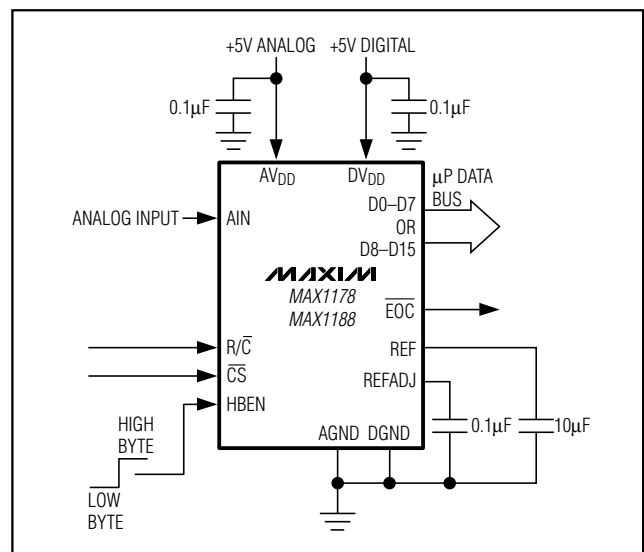 +5V ANALOG +5V DIGITAL
0.1µF 0.1µF
AVDD DVDD
µP DATA
BUS
D0–D7
OR
D8–D15
ANALOG INPUT AIN
MAXIM
MAX1178
MAX1188
EOC
R/C
REF
CS
REFADJ
HBEN
HIGH
BYTE
0.1µF 10µF
AGND DGND
LOW
BYTE